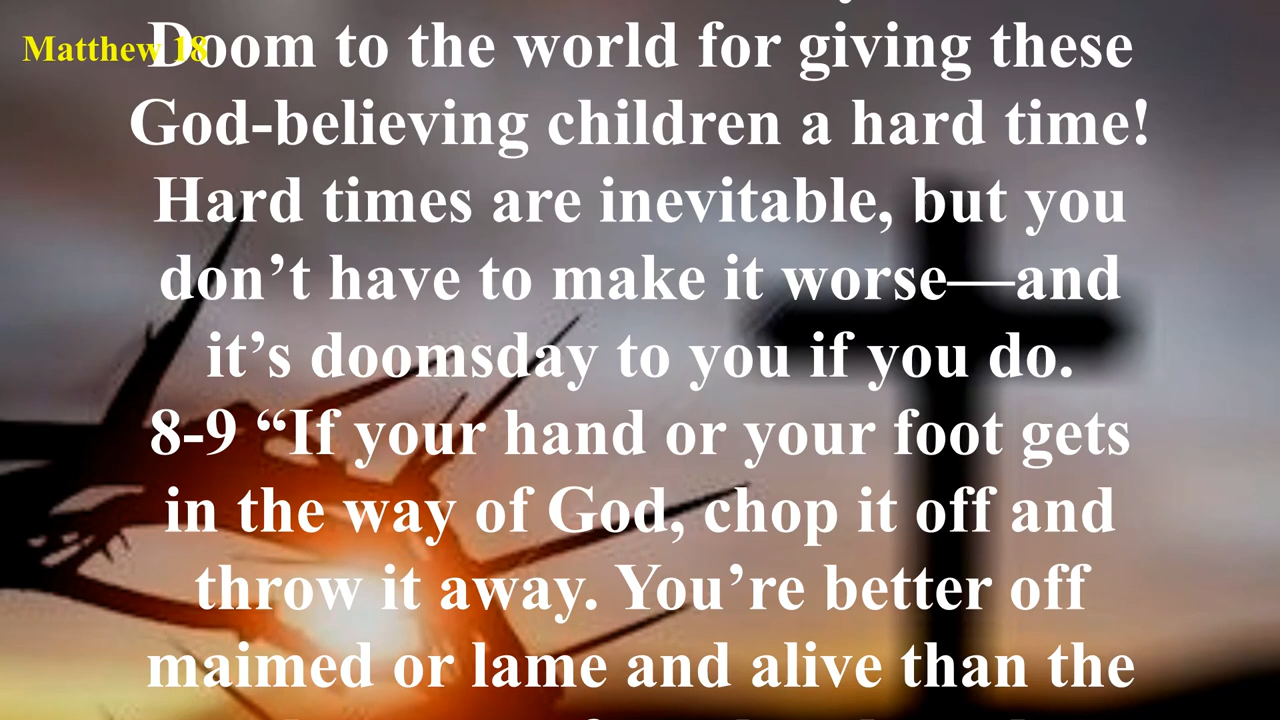 Matthew 18
Doom to the world for giving these
God-believing children a hard time!
Hard times are inevitable, but you
don’t have to make it worse—and
it’s doomsday to you if you do.
8-9 “If your hand or your foot gets
in the way of God, chop it off and
throw it away. You’re better off
maimed or lame and alive than the